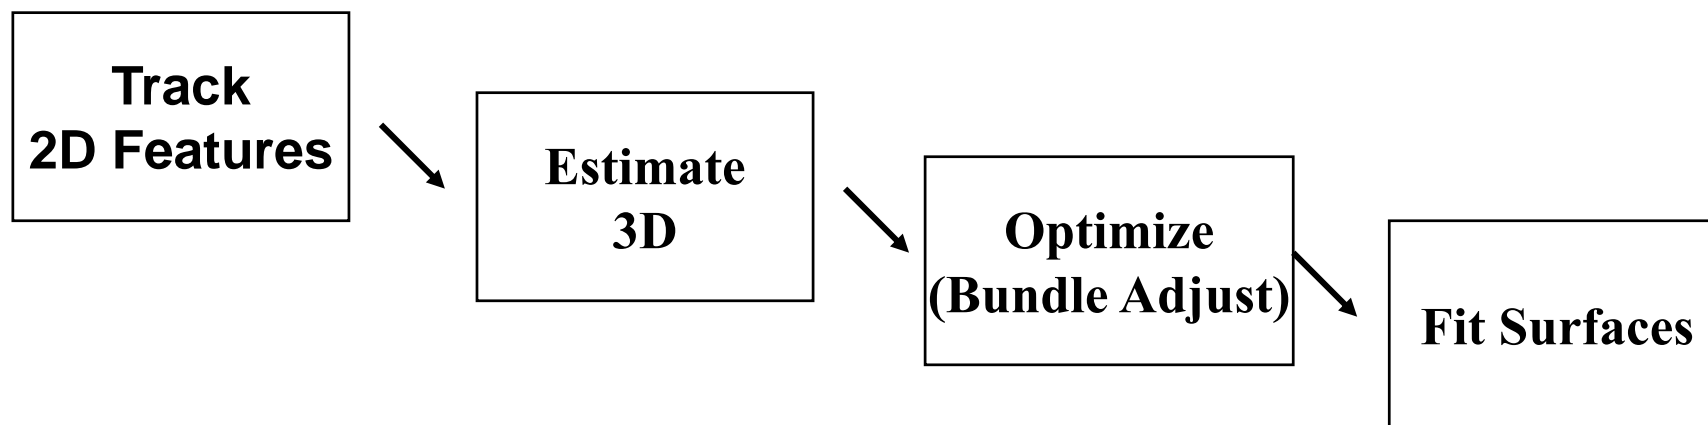 Track
2D Features
Estimate
3D
Optimize
(Bundle Adjust)
Fit Surfaces